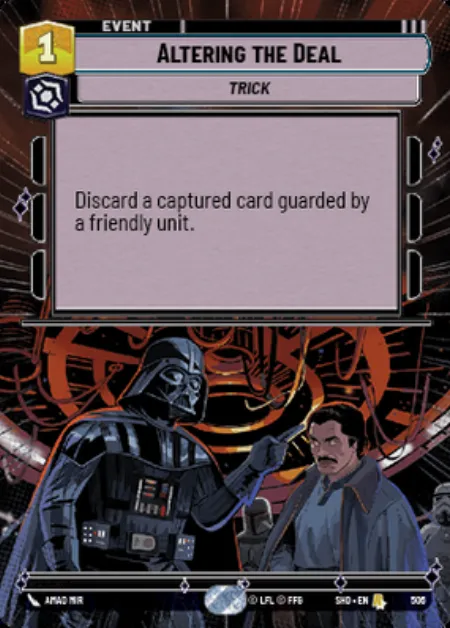 EVENT
1
ALTERING THE DEAL
TRICK
Discard a captured card guarded by
a friendly unit.
AMAD MIR
© LFL © FFG
SHD • EN
506